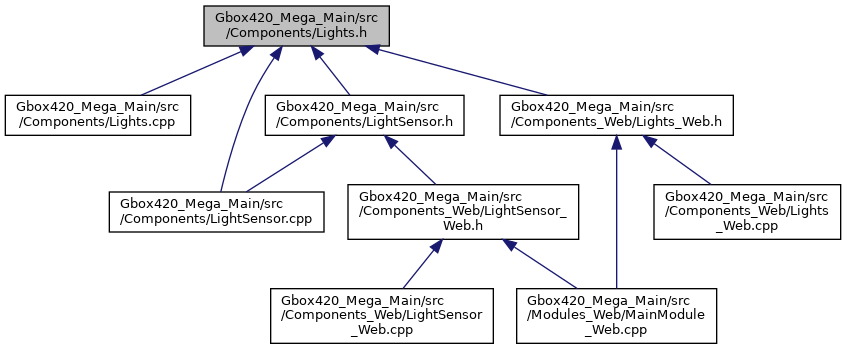 Gbox420_Mega_Main/src
/Components/Lights.h
Gbox420_Mega_Main/src
/Components/Lights.cpp
Gbox420_Mega_Main/src
/Components/LightSensor.h
Gbox420_Mega_Main/src
/Components_Web/Lights_Web.h
Gbox420_Mega_Main/src
/Components/LightSensor.cpp
Gbox420_Mega_Main/src
/Components_Web/LightSensor_
Web.h
Gbox420_Mega_Main/src
/Components_Web/Lights
_Web.cpp
Gbox420_Mega_Main/src
/Components_Web/LightSensor
_Web.cpp
Gbox420_Mega_Main/src
/Modules_Web/MainModule
_Web.cpp